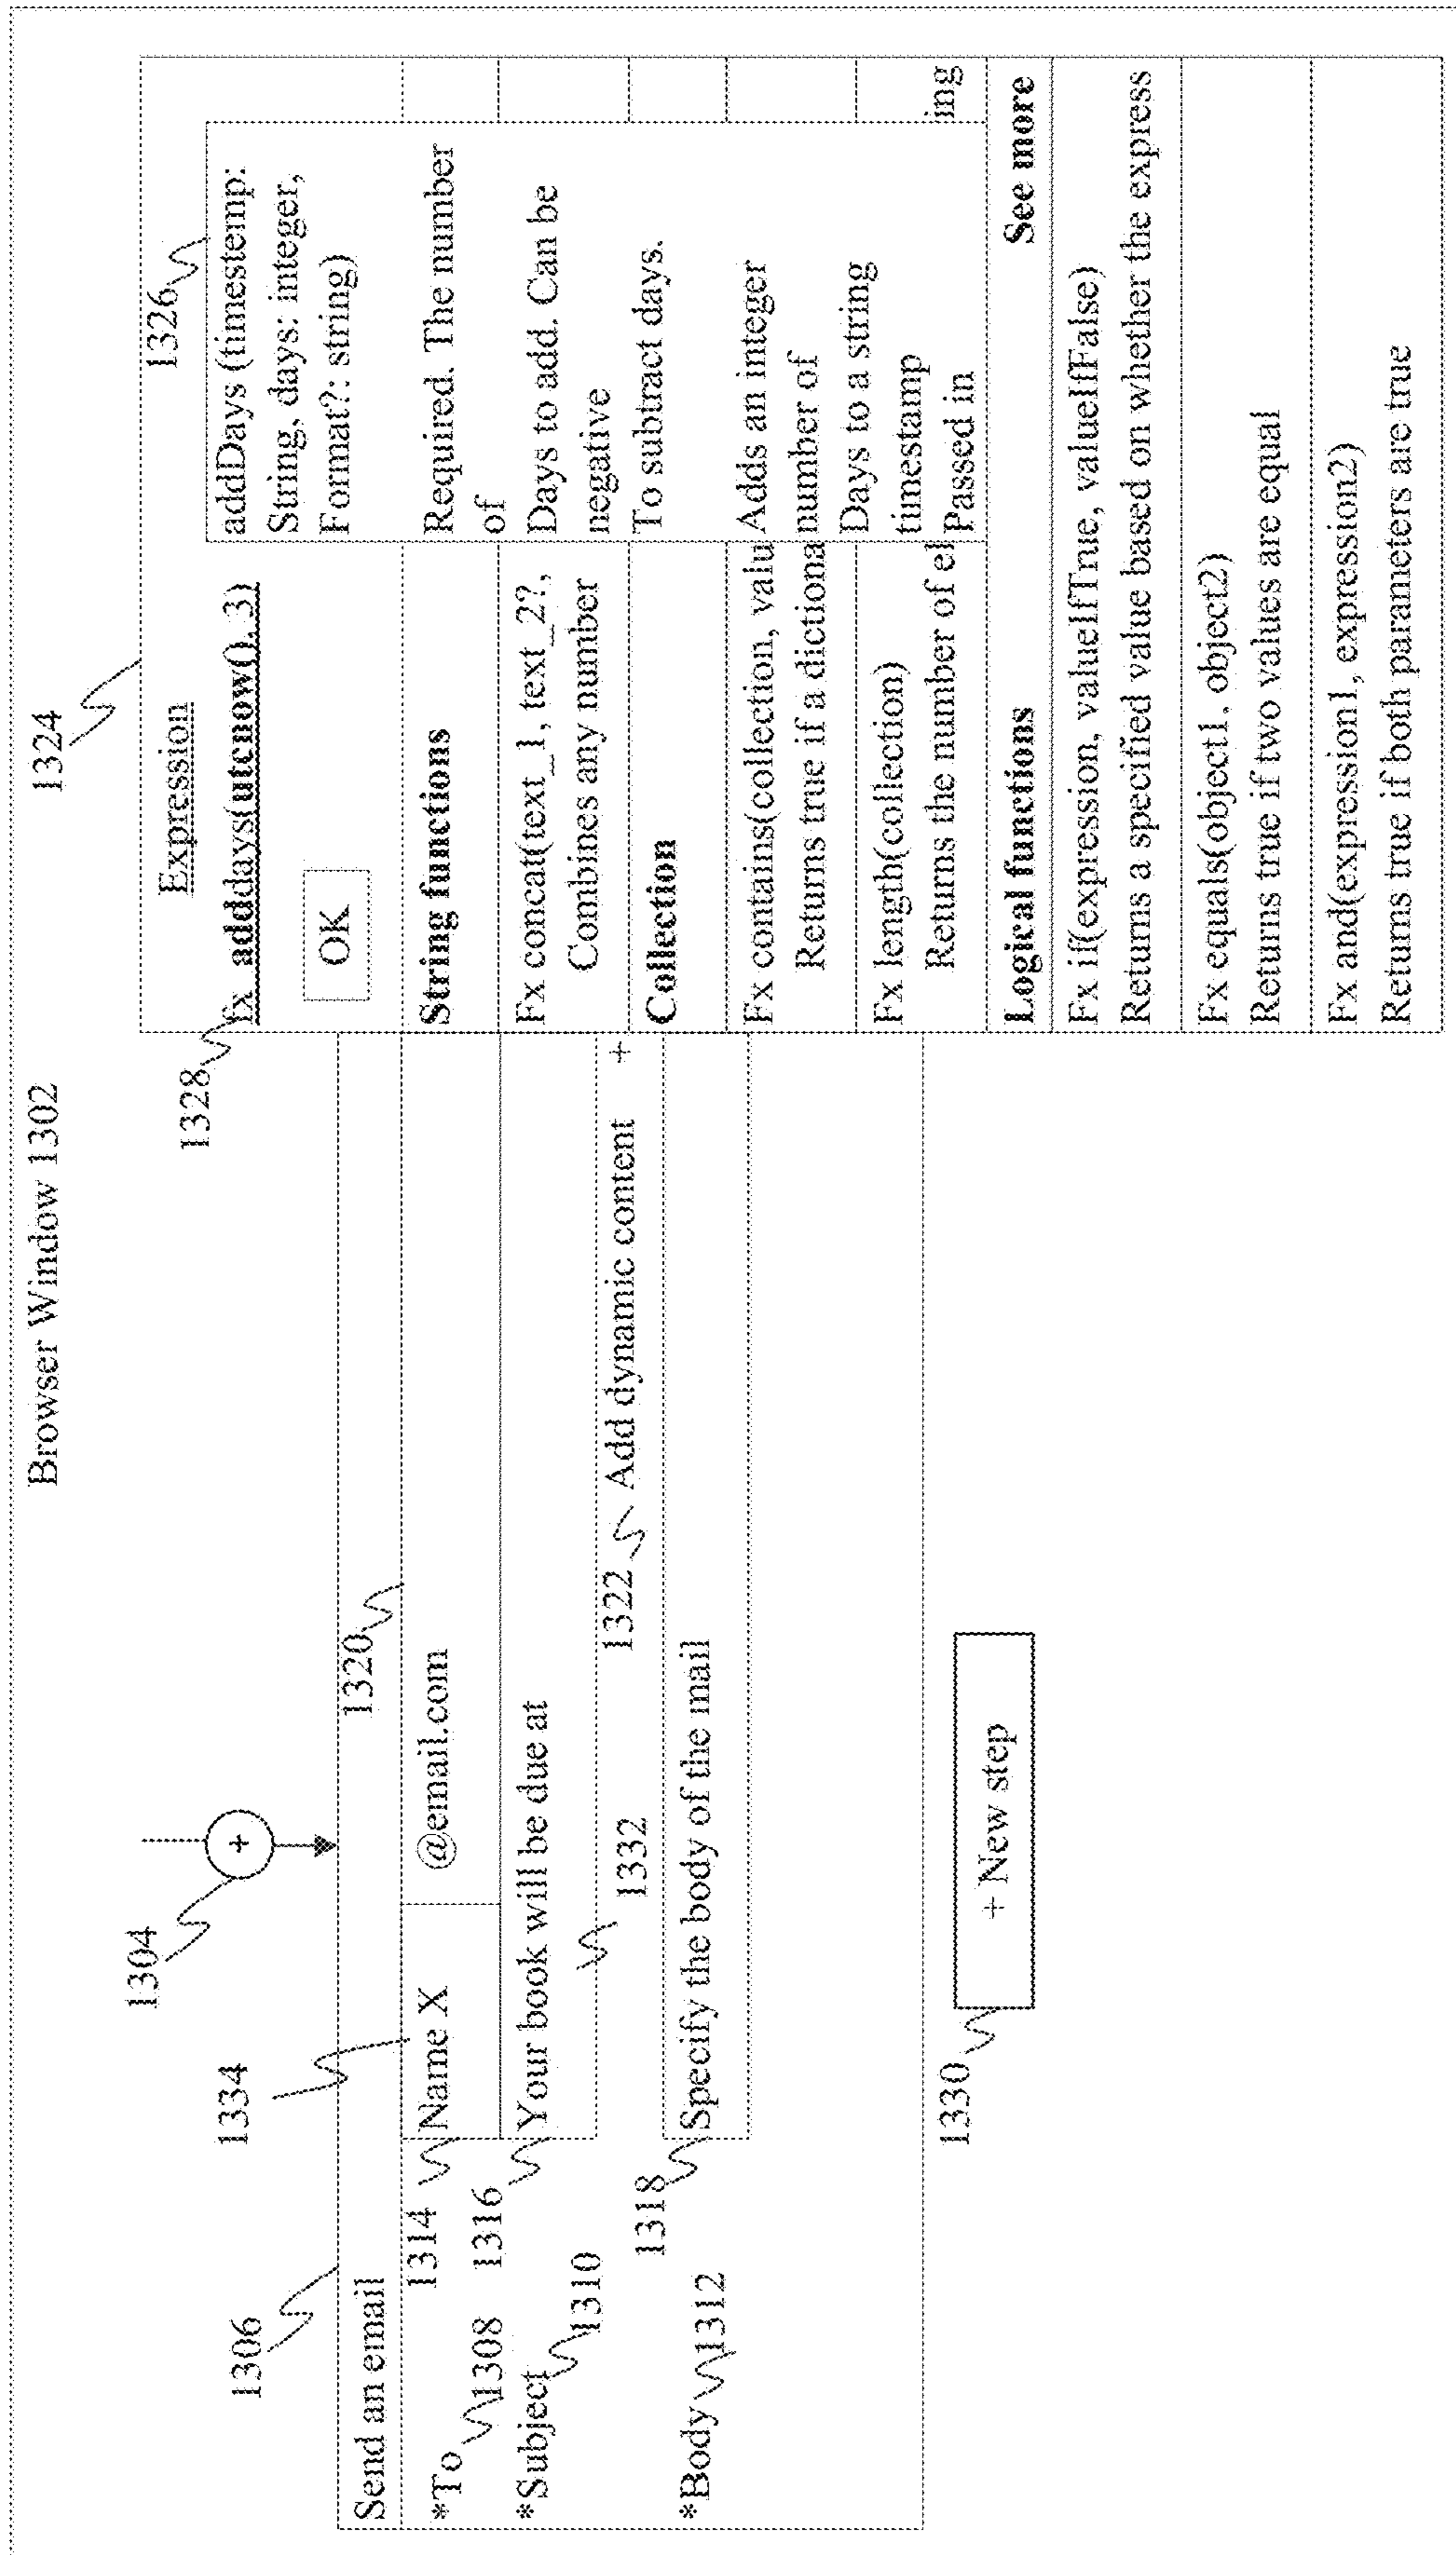 Browser Window 1302
1304
+
1306
1334
1320
Send an email
*To
1308
1314
Name X
@email.com
*Subject
1310
1316
Your book will be due at
1332
1322
Add dynamic content +
*Body
1312
1318
Specify the body of the mail
1330
+ New step
1324
1326
1328
Expression
fx adddays(utcnow(), 3)
OK
addDays (timestemp:
String, days: integer,
Format?: string)
Required. The number
of
Days to add. Can be
negative
To subtract days.
Adds an integer
number of
Days to a string
timestamp
Passed in
String functions
Fx concat(text_1, text_2?,
Combines any number
Collection
Fx contains(collection, valu
Returns true if a dictiona
Fx length(collection)
Returns the number of el
ing
Logical functions
See more
Fx if(expression, valueIfTrue, valueIfFalse)
Returns a specified value based on whether the express
Fx equals(object1, object2)
Returns true if two values are equal
Fx and(expression1, expression2)
Returns true if both parameters are true